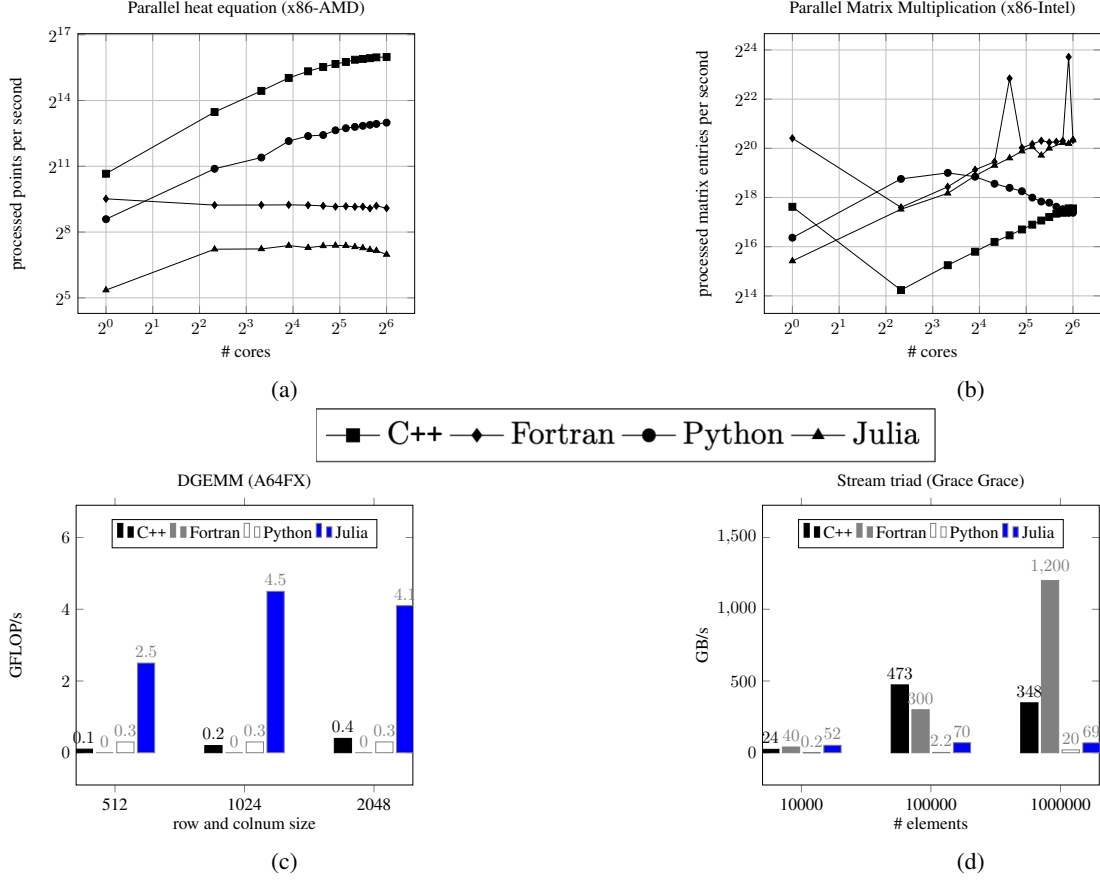 Parallel heat equation (x86-AMD)
processed points per second
2^17
2^14
2^11
2^8
2^5
2^0 2^1 2^2 2^3 2^4 2^5 2^6
# cores
(a)
Parallel Matrix Multiplication (x86-Intel)
processed matrix entries per second
2^24
2^22
2^20
2^18
2^16
2^14
2^0 2^1 2^2 2^3 2^4 2^5 2^6
# cores
(b)
C++ Fortran Python Julia
DGEMM (A64FX)
GFLOP/s
C++ Fortran Python Julia
6
4
2
0
0.1 0 0.3 2.5
0.2 0 0.3 4.5
0.4 0 0.3 4.1
512 1024 2048
row and colnum size
(c)
Stream triad (Grace Grace)
GB/s
C++ Fortran Python Julia
1,500
1,000
500
0
24 40 0.2 52
473 300 2.2 70
348 1,200 20 69
10000 100000 1000000
# elements
(d)